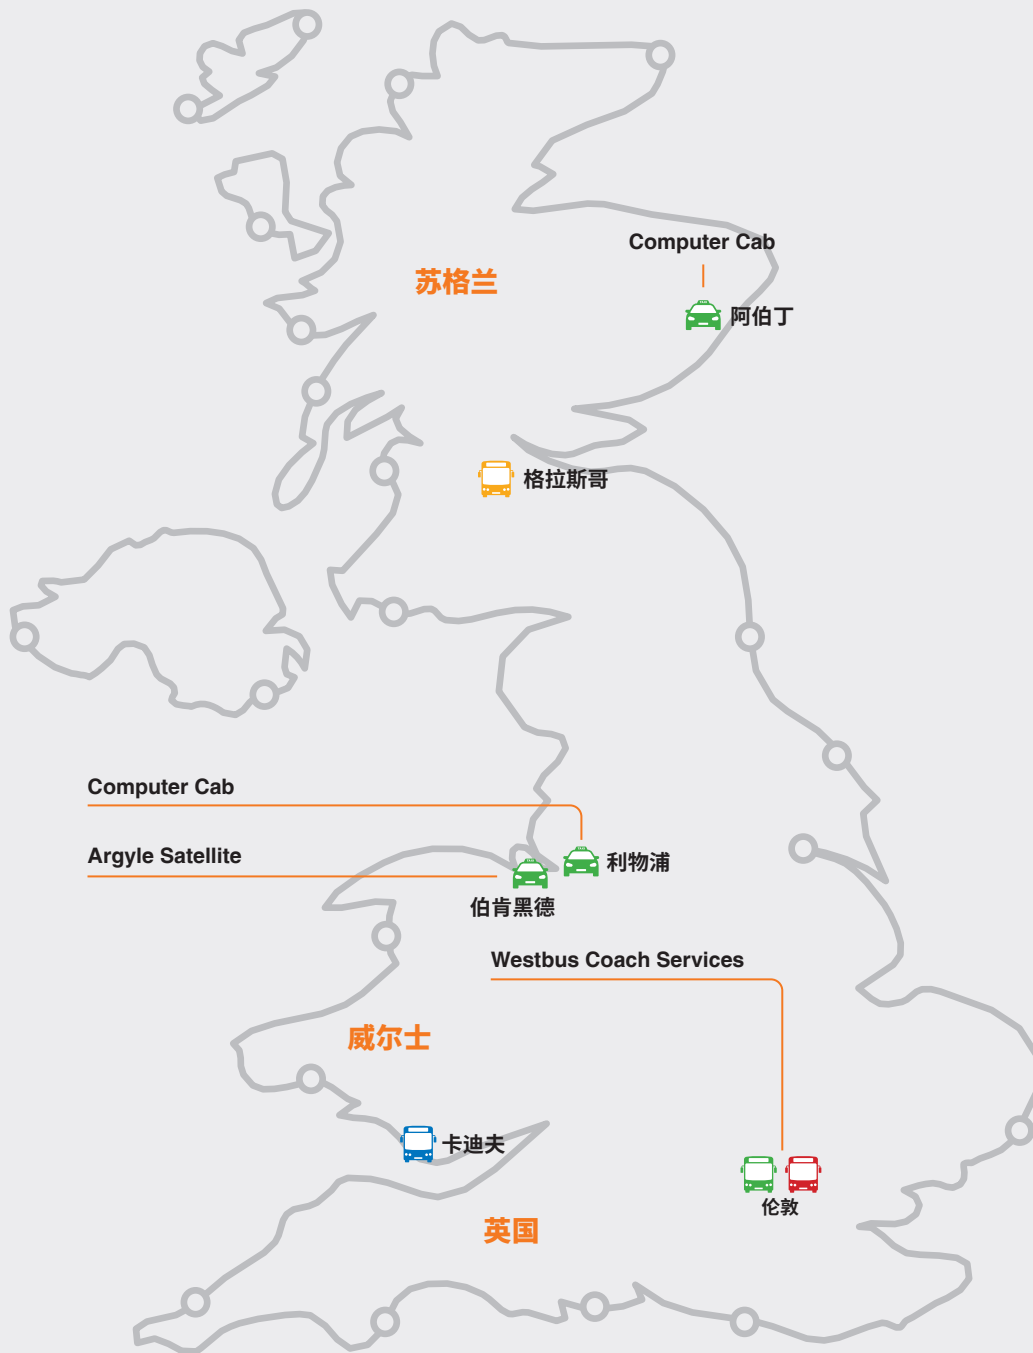 Computer Cab
苏格兰
阿伯丁
格拉斯哥
Computer Cab
Argyle Satellite
利物浦
伯肯黑德
Westbus Coach Services
威尔士
卡迪夫
伦敦
英国